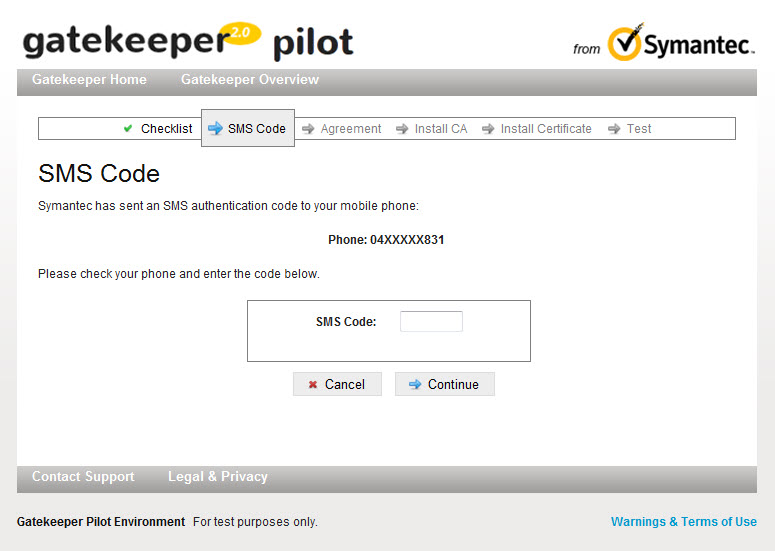 gatekeeper 2.0 pilot
from Symantec.
Gatekeeper Home Gatekeeper Overview
Checklist SMS Code Agreement Install CA Install Certificate Test
SMS Code
Symantec has sent an SMS authentication code to your mobile phone:
Phone: 04XXXXX831
Please check your phone and enter the code below.
SMS Code:
Cancel Continue
Contact Support Legal & Privacy
Gatekeeper Pilot Environment For test purposes only.
Warnings & Terms of Use